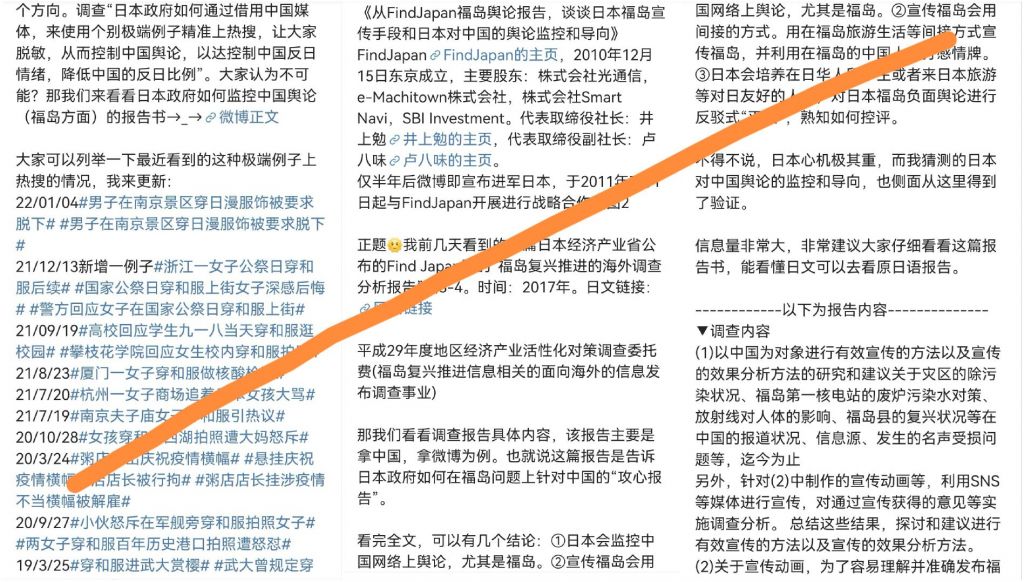 个方向。调查“日本政府如何通过借用中国媒
体，来使用个别极端例子精准上热搜，让大家
脱敏，从而控制中国舆论，以达控制中国反日
情绪，降低中国的反日比例”。大家认为不可
能？那我们来看看日本政府如何监控中国舆论
（福岛方面）的报告书→_→微博正文
大家可以列举一下最近看到的这种极端例子上
热搜的情况，我来更新：
22/01/04#男子在南京景区穿日漫服饰被要求
脱下# #男子在南京景区穿日漫服饰被要求脱下
#
21/12/13新增一例子#浙江一女子公祭日穿和
服后续# #国家公祭日穿和服上街女子深感后悔
# #警方回应女子在国家公祭日穿和服上街#
21/09/19#高校回应学生九一八当天穿和服逛
校园# #攀枝花学院回应女生校内穿和服拍
21/8/23#厦门一女子穿和服做核酸
21/7/20#杭州一女子商场追着 女孩大骂#
21/7/19#南京夫子庙女子 和服引热议#
20/10/28#女孩穿和 西湖拍照遭大妈怒斥#
20/3/24#粥店 庆祝疫情横幅# #悬挂庆祝
疫情横幅 店店长被行拘# #粥店店长挂涉疫情
不当横幅被解雇#
20/9/27#小伙怒斥在军舰旁穿和服拍照女子#
#两女子穿和服百年历史港口拍照遭怒怼#
19/3/25#穿和服进武大赏樱# #武大曾规定穿
《从FindJapan福岛舆论报告，谈谈日本福岛宣
传手段和日本对中国的舆论监控和导向》
FindJapan FindJapan的主页，2010年12月
15日东京成立，主要股东：株式会社光通信，
e-Machitown株式会社，株式会社Smart
Navi，SBI Investment。代表取缔役社长：井
上勉井上勉的主页，代表取缔役副社长：卢
八味卢八味的主页。
仅半年后微博即宣布进军日本，于2011年
日起与FindJapan开展进行战略合 图2
正题我前几天看到的 篇日本经济产业省公
布的Find Japan 福岛复兴推进的海外调查
分析报告 -4。时间：2017年。日文链接：
链接
平成29年度地区经济产业活性化对策调查委托
费(福岛复兴推进信息相关的面向海外的信息发
布调查事业)
那我们看看调查报告具体内容，该报告主要是
拿中国，拿微博为例。也就说这篇报告是告诉
日本政府如何在福岛问题上针对中国的“攻心报
告”。
看完全文，可以有几个结论：①日本会监控中
国网络上舆论，尤其是福岛。②宣传福岛会用
国网络上舆论，尤其是福岛。②宣传福岛会用
间接的方式。用在福岛旅游生活等间接方式宣
传福岛，并利用在福岛的中国人 感情牌。
③日本会培养在日华人 或者来日本旅游
等对日友好的人 对日本福岛负面舆论进行
反驳式 ，熟知如何控评。
不得不说，日本心机极其重，而我猜测的日本
对中国舆论的监控和导向，也侧面从这里得到
了验证。
信息量非常大，非常建议大家仔细看看这篇报
告书，能看懂日文可以去看原日语报告。
------------以下为报告内容--------------
▼调查内容
(1)以中国为对象进行有效宣传的方法以及宣传
的效果分析方法的研究和建议关于灾区的除污
染状况、福岛第一核电站的废炉污染水对策、
放射线对人体的影响、福岛县的复兴状况等在
中国的报道状况、信息源、发生的名声受损问
题等，迄今为止
另外，针对(2)中制作的宣传动画等，利用SNS
等媒体进行宣传，对通过宣传获得的意见等实
施调查分析。 总结这些结果，探讨和建议进行
有效宣传的方法以及宣传的效果分析方法。
(2)关于宣传动画，为了容易理解并准确发布福